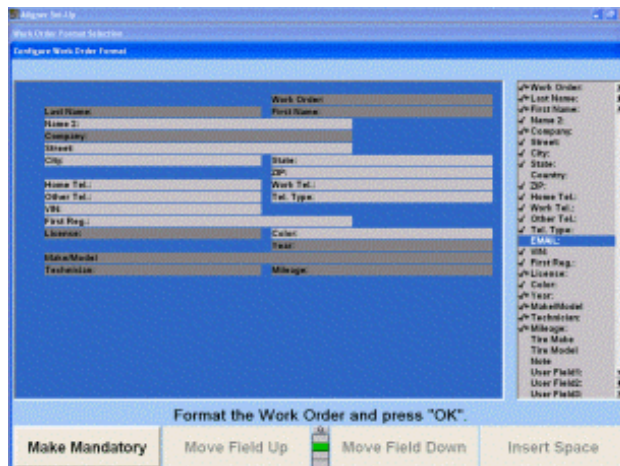 Aligner Set-Up
Work Order Format Selection
Configure Work Order Format
Work Order:
Last Name: First Name:
Name 2:
Company:
Street:
City: State:
ZIP:
Home Tel.: Work Tel.:
Other Tel.: Tel. Type:
VIN:
First Reg.:
License: Color:
Year:
Make/Model
Technician: Mileage:
Work Order:
Last Name:
First Name:
Name 2:
Company:
Street:
City:
State:
Country:
ZIP:
Home Tel.:
Work Tel.:
Other Tel.:
Tel. Type:
EMAIL:
VIN:
First Reg.:
License:
Color:
Year:
Make/Model
Technician:
Mileage:
Tire Make
Tire Model
Note
User Field1:
User Field2:
User Field3:
Format the Work Order and press "OK".
Make Mandatory Move Field Up Move Field Down Insert Space